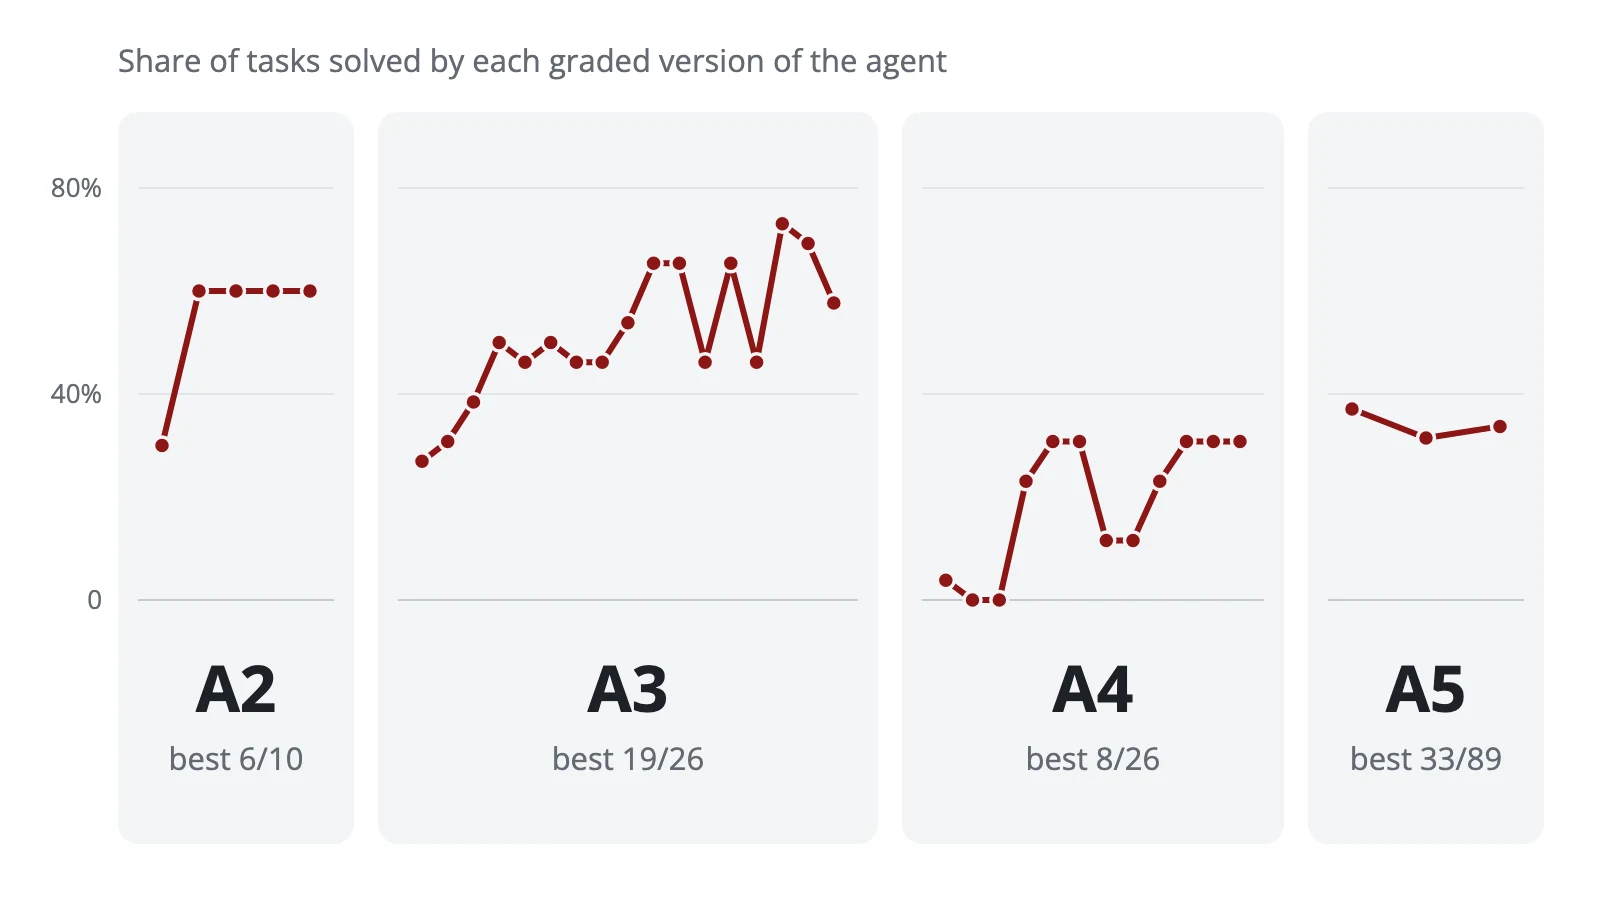 Share of tasks solved by each graded version of the agent
80%
40%
0
A2
best 6/10
A3
best 19/26
A4
best 8/26
A5
best 33/89